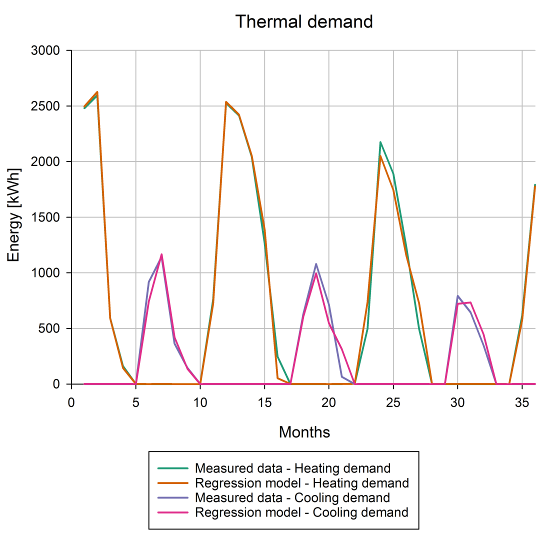 Thermal demand
3000
2500
2000
1500
1000
500
0
Energy [kWh]
0 5 10 15 20 25 30 35
Months
Measured data - Heating demand
Regression model - Heating demand
Measured data - Cooling demand
Regression model - Cooling demand